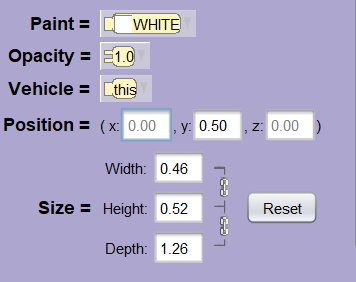 Paint = WHITE
Opacity = 1.0
Vehicle = this
Position = ( x: 0.00 , y: 0.50 , z: 0.00 )
Width: 0.46
Size = Height: 0.52 Reset
Depth: 1.26